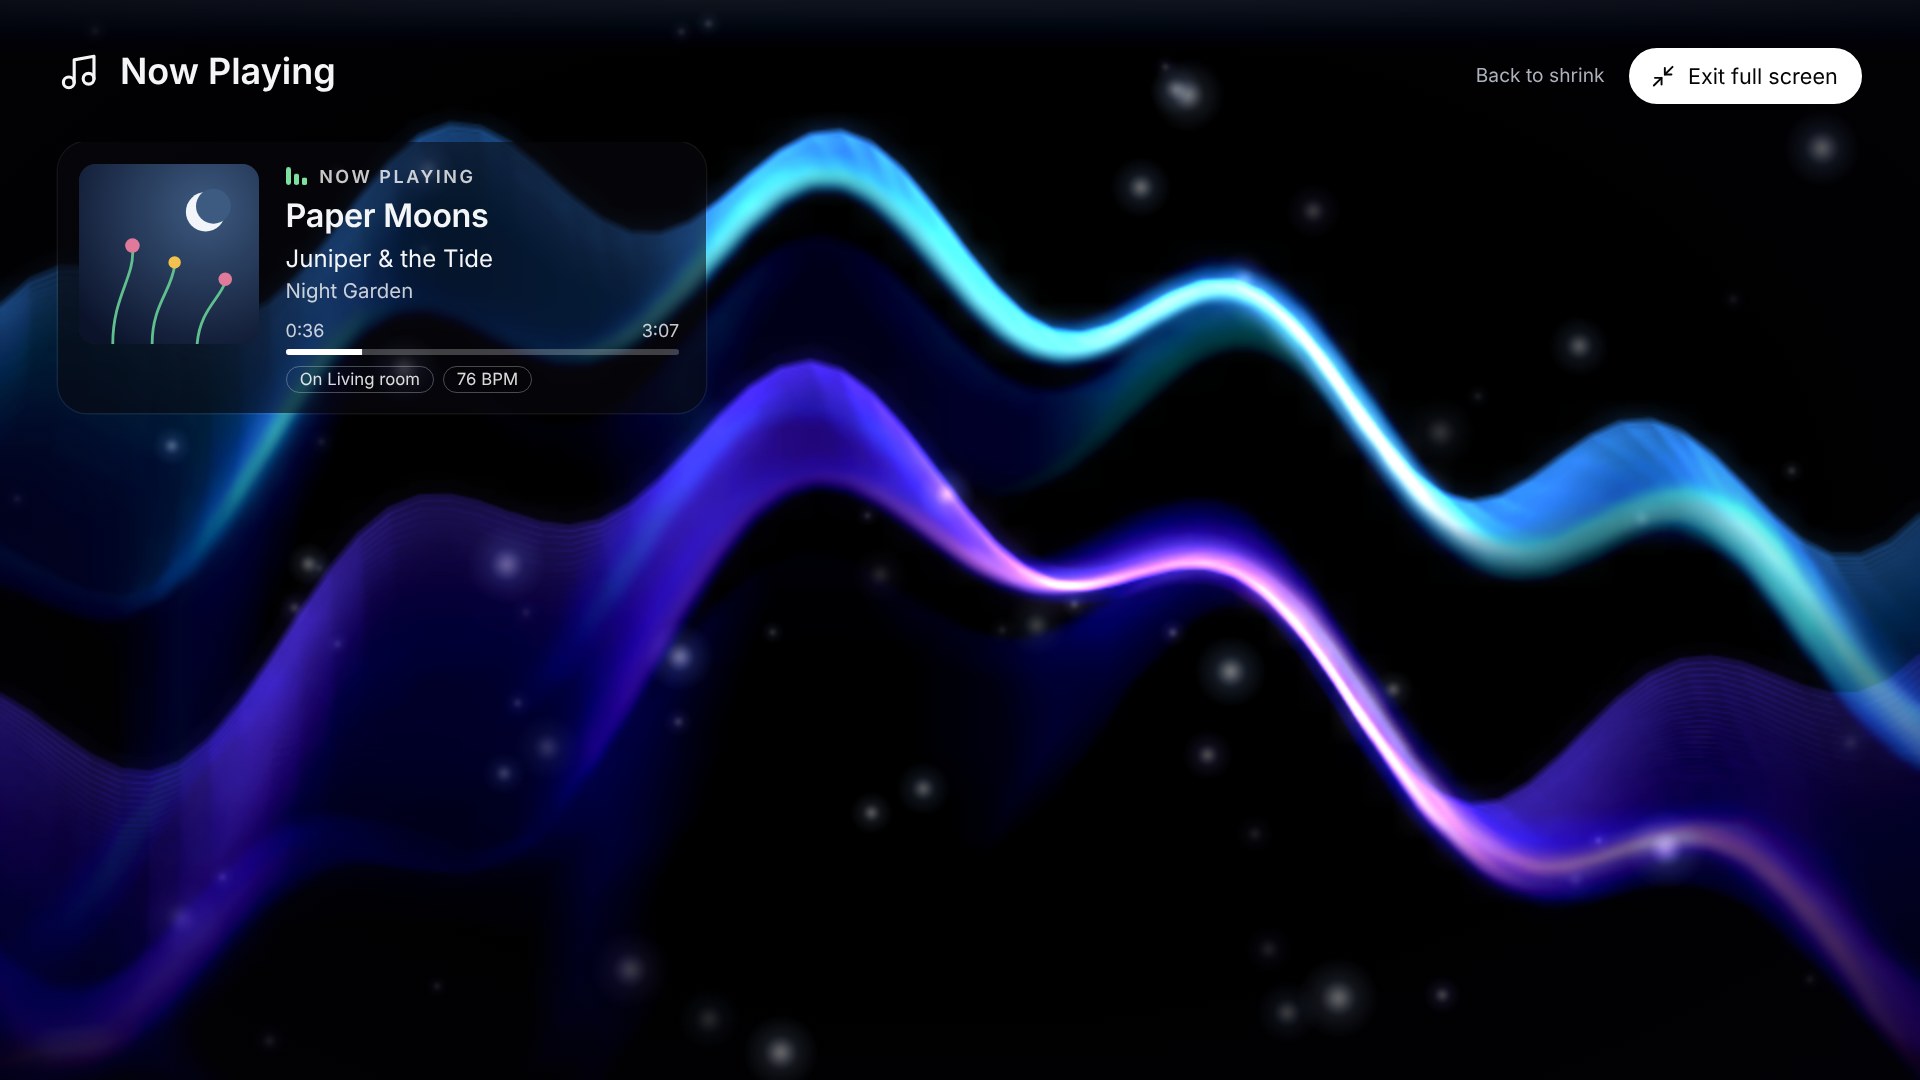 Now Playing
Back to shrink
Exit full screen
NOW PLAYING
Paper Moons
Juniper & the Tide
Night Garden
0:36 3:07
On Living room 76 BPM